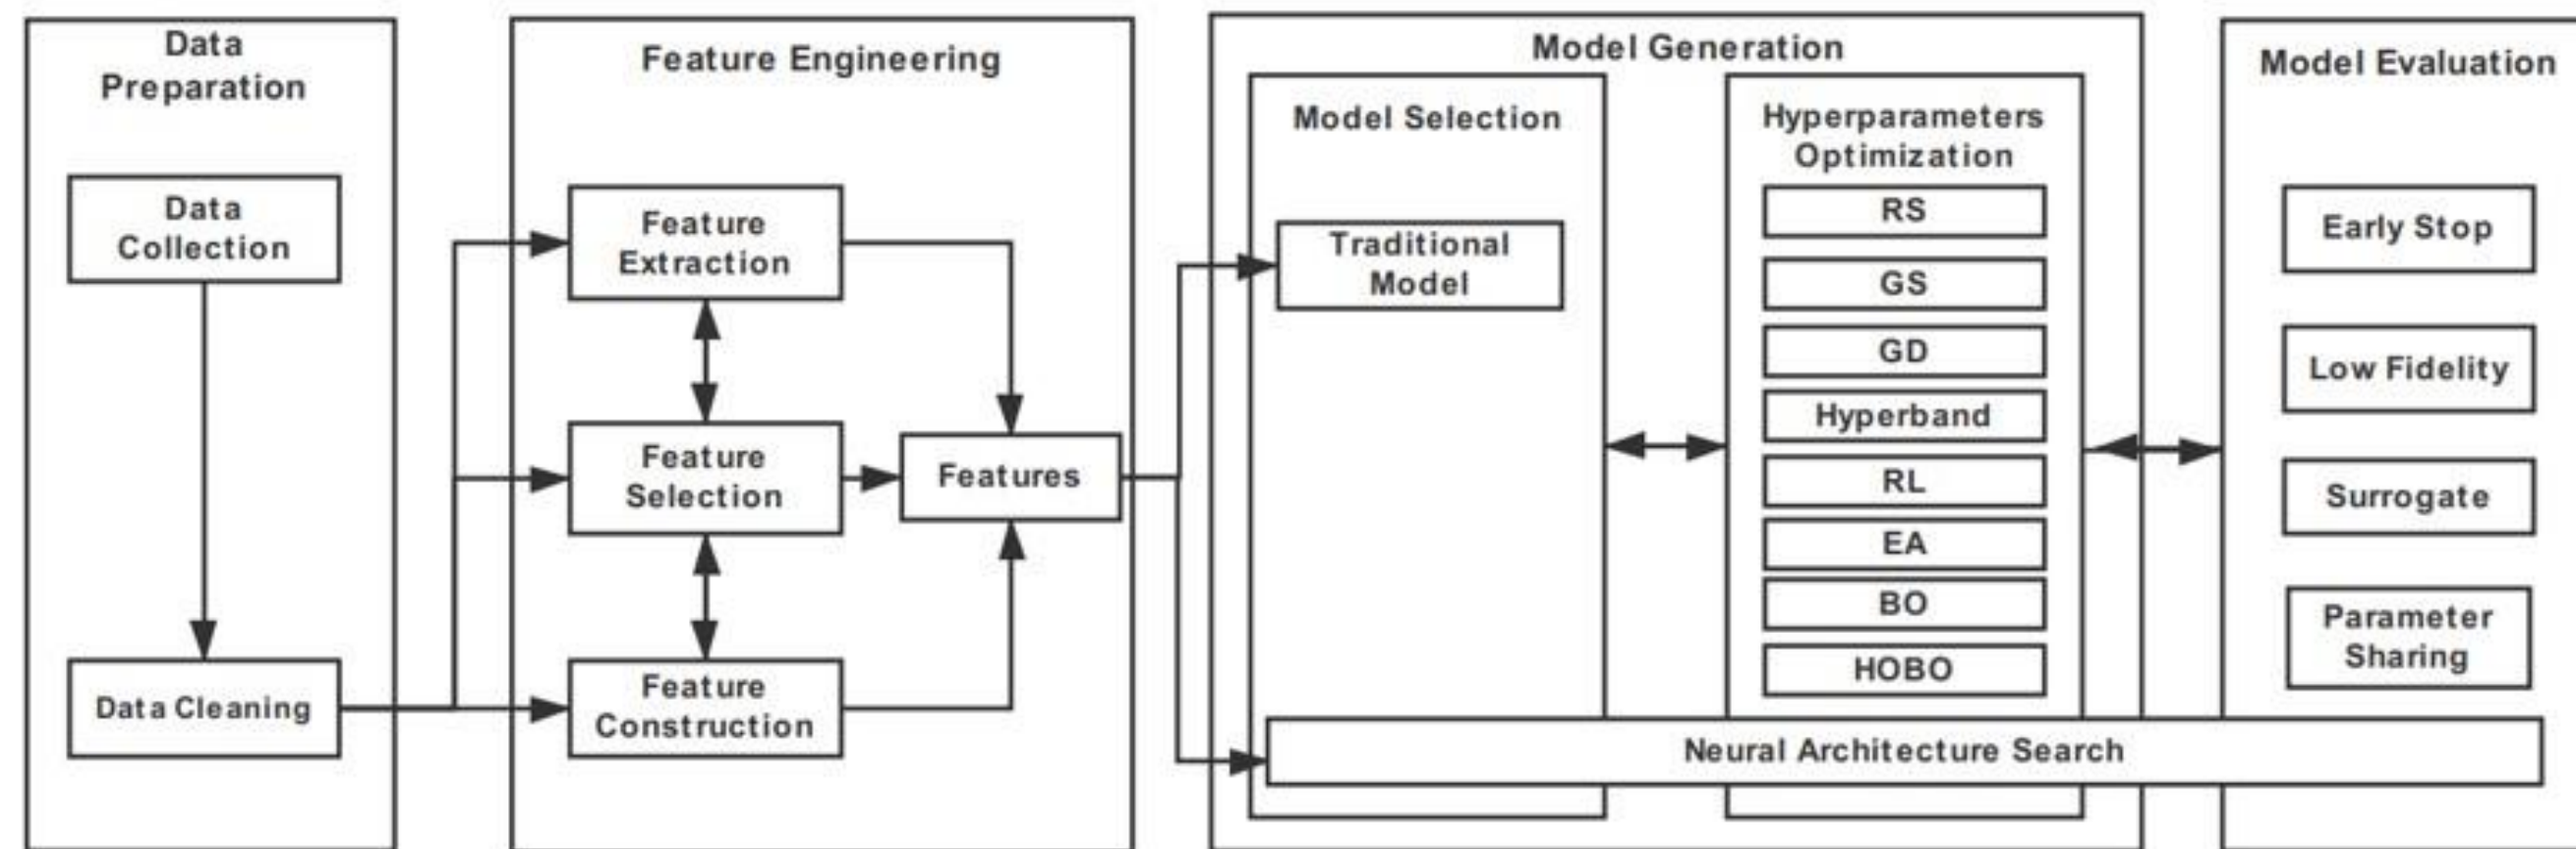 Data
Preparation
Data
Collection
Data Cleaning
Feature Engineering
Feature
Extraction
Feature
Selection
Feature
Construction
Features
Model Generation
Model Selection
Traditional
Model
Hyperparameters
Optimization
RS
GS
GD
Hyperband
RL
EA
BO
HOBO
Neural Architecture Search
Model Evaluation
Early Stop
Low Fidelity
Surrogate
Parameter
Sharing